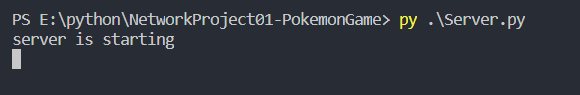 PS E:\python\NetworkProject01-PokemonGame> py .\Server.py
server is starting